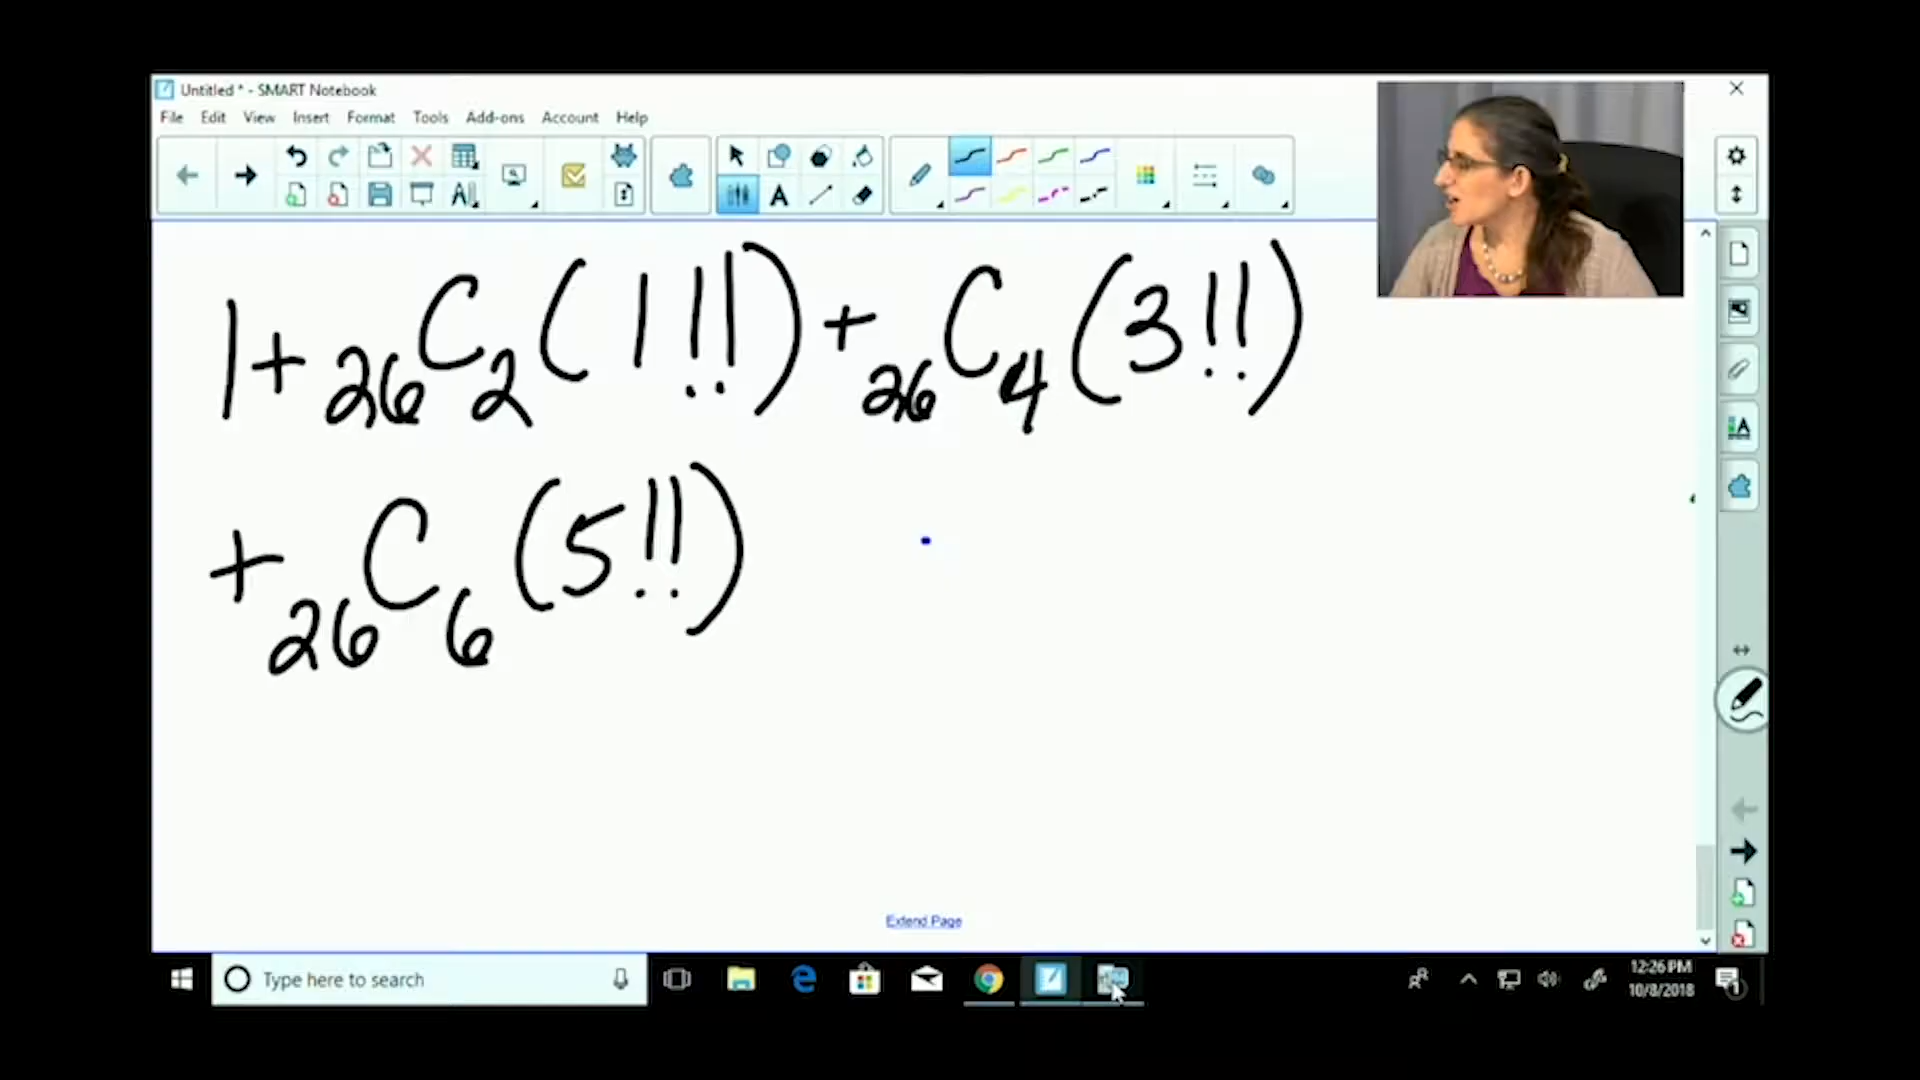 Untitled * - SMART Notebook
File Edit View Insert Format Tools Add-ons Account Help
1 + ₂₆C₂ (1!!) + ₂₆C₄ (3!!)
+ ₂₆C₆ (5!!)
Extend Page
Type here to search
12:26 PM
10/8/2018